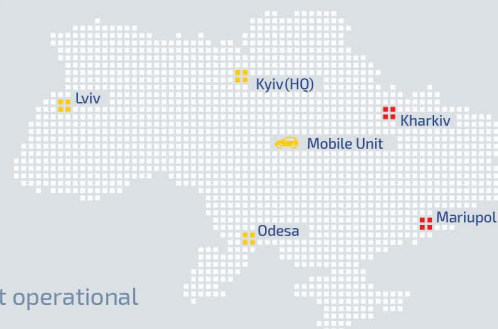 Kyiv(HQ)
Lviv
Kharkiv
Mobile Unit
Mariupol
Odesa
t operational